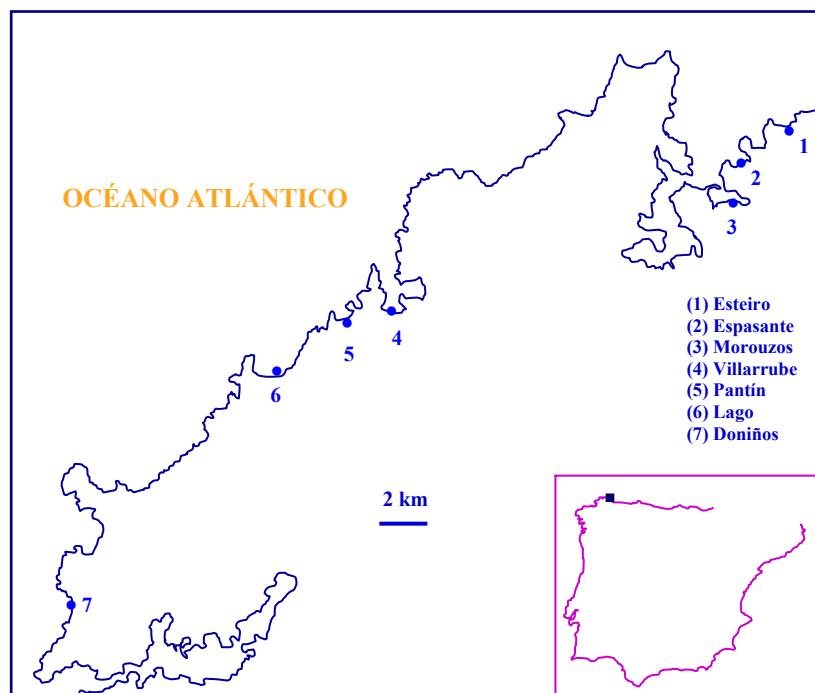 1
2
OCÉANO ATLÁNTICO
3
(1) Esteiro
4
(2) Espasante
5
(3) Morouzos
(4) Villarrube
(5) Pantín
6
(6) Lago
(7) Doniños
2 km
7